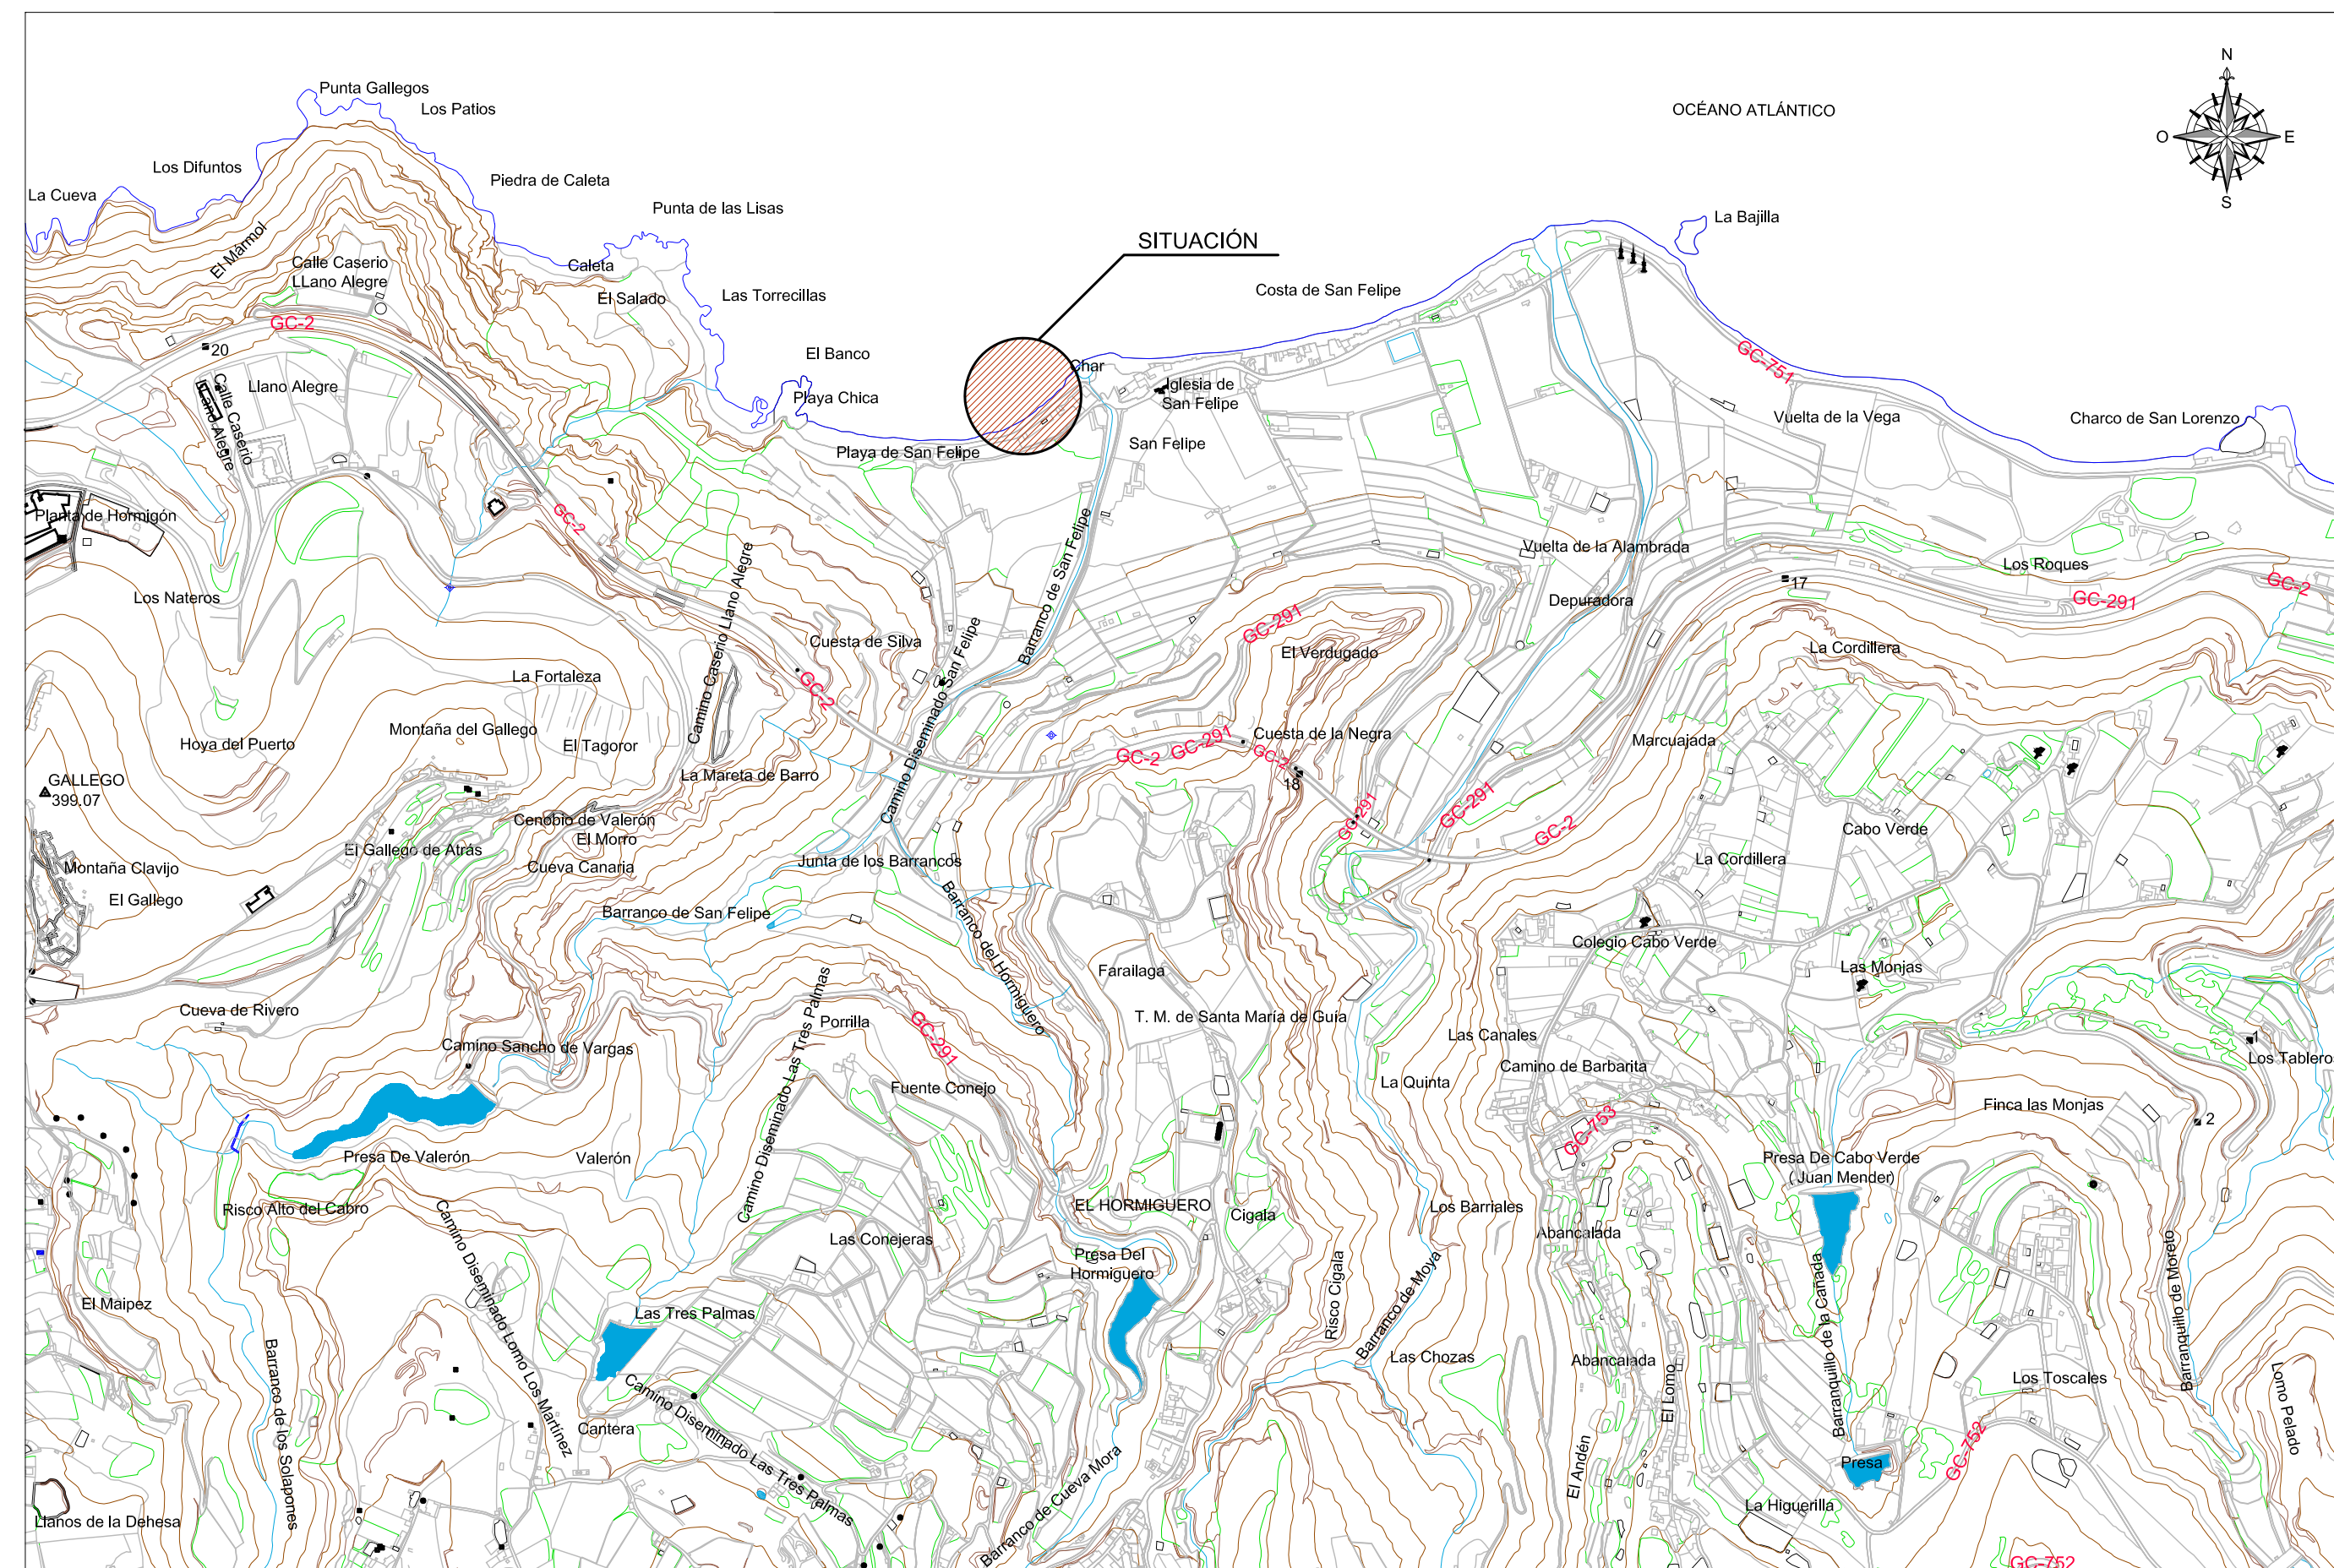 N
Punta Gallegos
Los Patios
OCÉANO ATLÁNTICO
O
E
S
Los Difuntos
Piedra de Caleta
La Cueva
Punta de las Lisas
La Bajilla
El Mármol
SITUACIÓN
Calle Caserio
LLano Alegre
Caleta
El Salado
Las Torrecillas
Costa de San Felipe
GC-2
20
El Banco
GC-751
Char
Llano Alegre
Calle Caserio
Llano Alegre
Playa Chica
Iglesia de
San Felipe
Vuelta de la Vega
Charco de San Lorenzo
Playa de San Felipe
San Felipe
Planta de Hormigón
GC-2
Barranco de San Felipe
Vuelta de la Alambrada
Los Roques
17
GC-2
Los Nateros
Camino Caserio Llano Alegre
Depuradora
GC-291
GC-291
Cuesta de Silva
El Verdugado
La Cordillera
La Fortaleza
GC-2
Camino Diseminado San Felipe
Montaña del Gallego
Hoya del Puerto
El Tagoror
Cuesta de la Negra
Marcuajada
GC-2
GC-291
GC-2
La Mareta de Barro
GALLEGO
399.07
18
GC-291
GC-291
GC-2
Cenobio de Valerón
El Morro
Cabo Verde
El Gallego de Atrás
Cueva Canaria
Junta de los Barrancos
La Cordillera
Montaña Clavijo
El Gallego
Barranco de San Felipe
Barranco del Hormiguero
Colegio Cabo Verde
Farailaga
Las Monjas
Cueva de Rivero
Camino Diseminado Las Tres Palmas
Porrilla
T. M. de Santa María de Guía
GC-291
Las Canales
1
Camino Sancho de Vargas
Los Tablero
Camino de Barbarita
Fuente Conejo
La Quinta
Finca las Monjas
2
GC-753
Presa De Valerón
Valerón
Presa De Cabo Verde
( Juan Mender)
Risco Alto del Cabro
EL HORMIGUERO
Cigala
Los Barriales
Abancalada
Las Conejeras
Presa Del
Hormiguero
Camino Diseminado Lomo Los Martínez
Risco Cigala
Barranco de Moya
Barranquillo de la Cañada
Barranquillo de Moreto
El Maipez
Las Tres Palmas
Las Chozas
Abancalada
Los Toscales
Barranco de los Solapones
Camino Diseminado Las Tres Palmas
El Lomo
Lomo Pelado
Cantera
El Andén
Presa
GC-752
Barranco de Cueva Mora
La Higuerilla
Llanos de la Dehesa
GC-752